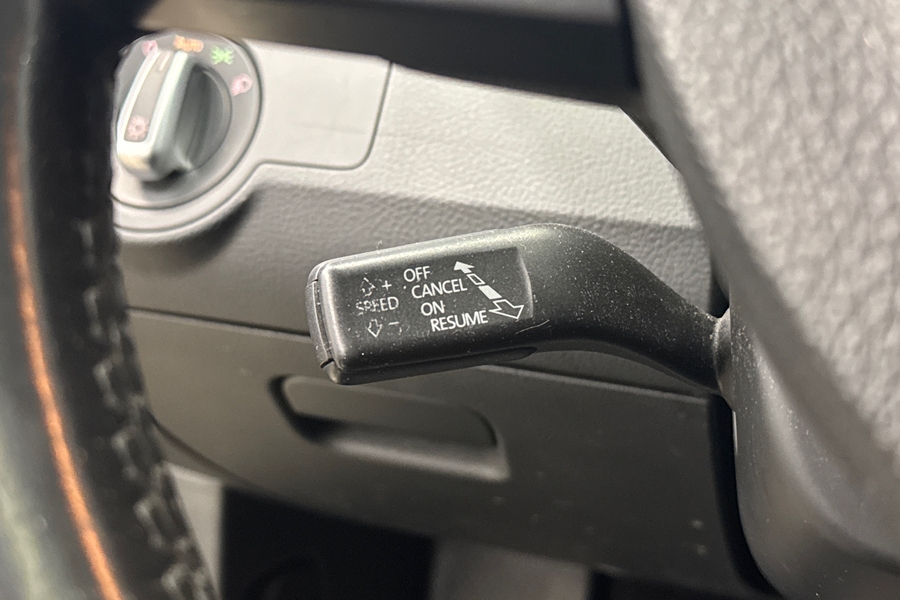 +
SPEED
−
OFF
CANCEL
ON
RESUME